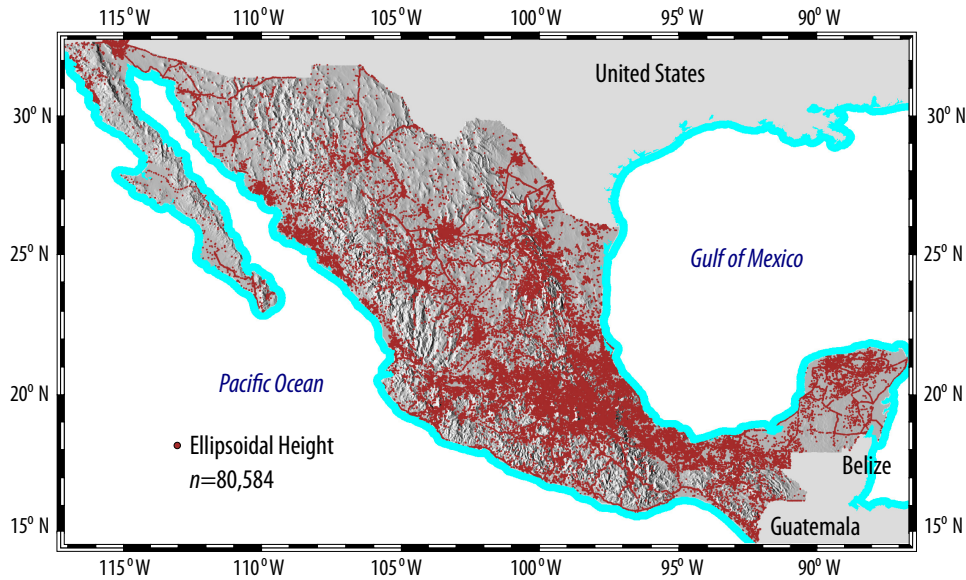 115° W 110° W 105° W 100° W 95° W 90° W
United States
30° N 30° N
25° N 25° N
Gulf of Mexico
Pacific Ocean
20° N 20° N
Ellipsoidal Height
n=80,584
Belize
15° N 15° N
Guatemala
115° W 110° W 105° W 100° W 95° W 90° W